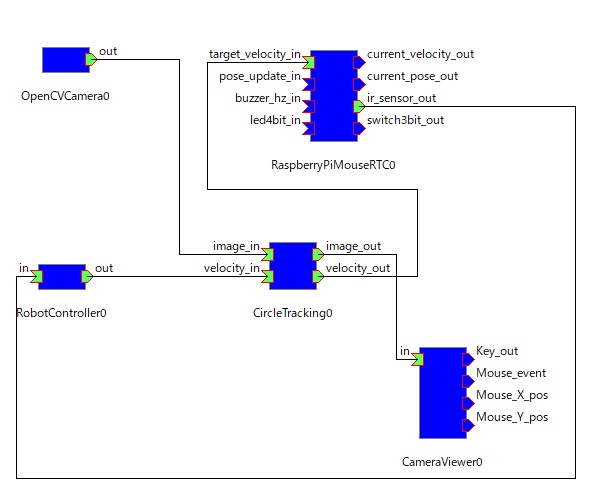 out
OpenCVCamera0
target_velocity_in
pose_update_in
buzzer_hz_in
led4bit_in
current_velocity_out
current_pose_out
ir_sensor_out
switch3bit_out
RaspberryPiMouseRTC0
in
out
RobotController0
image_in
velocity_in
image_out
velocity_out
CircleTracking0
in
Key_out
Mouse_event
Mouse_X_pos
Mouse_Y_pos
CameraViewer0